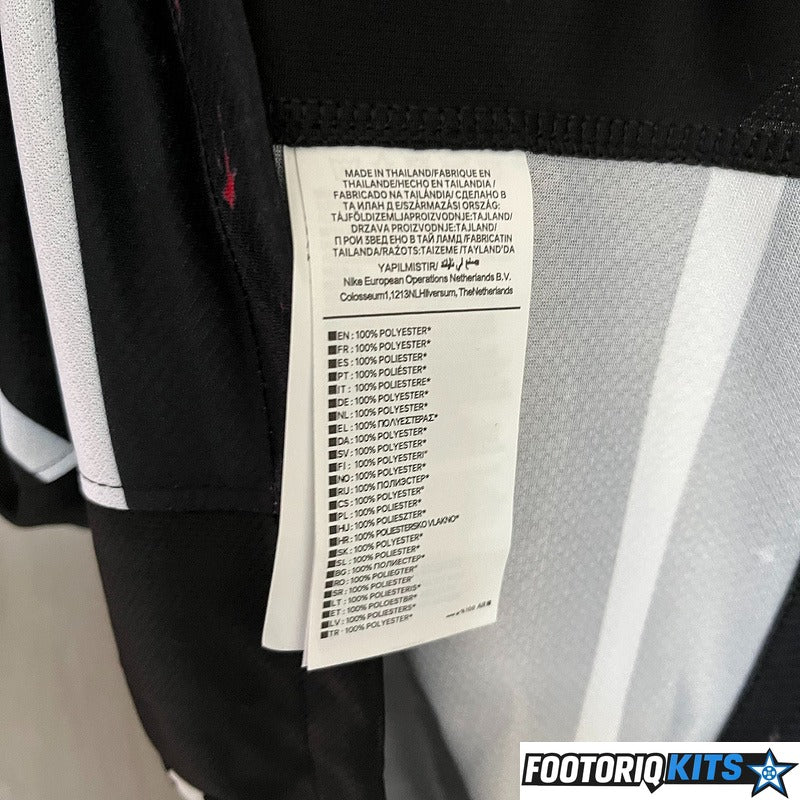 MADE IN THAILAND/FABRIQUE EN
THAILANDE/HECHO EN TAILANDIA /
FABRICADO NA TAILÂNDIA/ СДЕЛАНО В
ТА ИЛАН Д Е/SZÁRMAZÁSI ORSZÁG:
TÁJFÖLDIZEMLJAPROIZVODNJE:TAJLAND/
DRZAVA PROIZVODNJE:TAJLAND/
П РОИ ЗВЕД ЕНО В ТАЙ ЛАМД /FABRICATIN
TAILANDA/RAŽOTS:TAIZEME /TAYLAND'DA
YAPILMISTIR/
Nike European Operations Netherlands B.V.
Colosseum1,1213NLHilversum, TheNetherlands
EN : 100% POLYESTER*
FR : 100% POLYESTER*
ES : 100% POLIESTER*
PT : 100% POLIÉSTER*
IT : 100% POLIESTERE*
DE : 100% POLYESTER*
NL : 100% POLYESTER*
EL : 100% ΠΟΛΥΕΣΤΕΡΑΣ*
DA : 100% POLYESTER*
SV : 100% POLYESTER*
FI : 100% POLYESTERI*
NO : 100% POLYESTER*
RU : 100% ПОЛИЭСТЕР*
CS : 100% POLYESTER*
PL : 100% POLIESTER*
HU : 100% POLIESZTER*
HR : 100% POLIESTERSKO VLAKNO*
SK : 100% POLYESTER*
SL : 100% POLIESTER*
BG : 100% ПОЛИЕСТЕР*
RO : 100% POLIEGTER*
SR : 100% POLIESTER*
LT : 100% POLIESTERIS*
ET : 100% POLOESTBR*
LV : 100% POLIESTERS*
TR - 100% POLYESTER*
FOOTORIQKITS